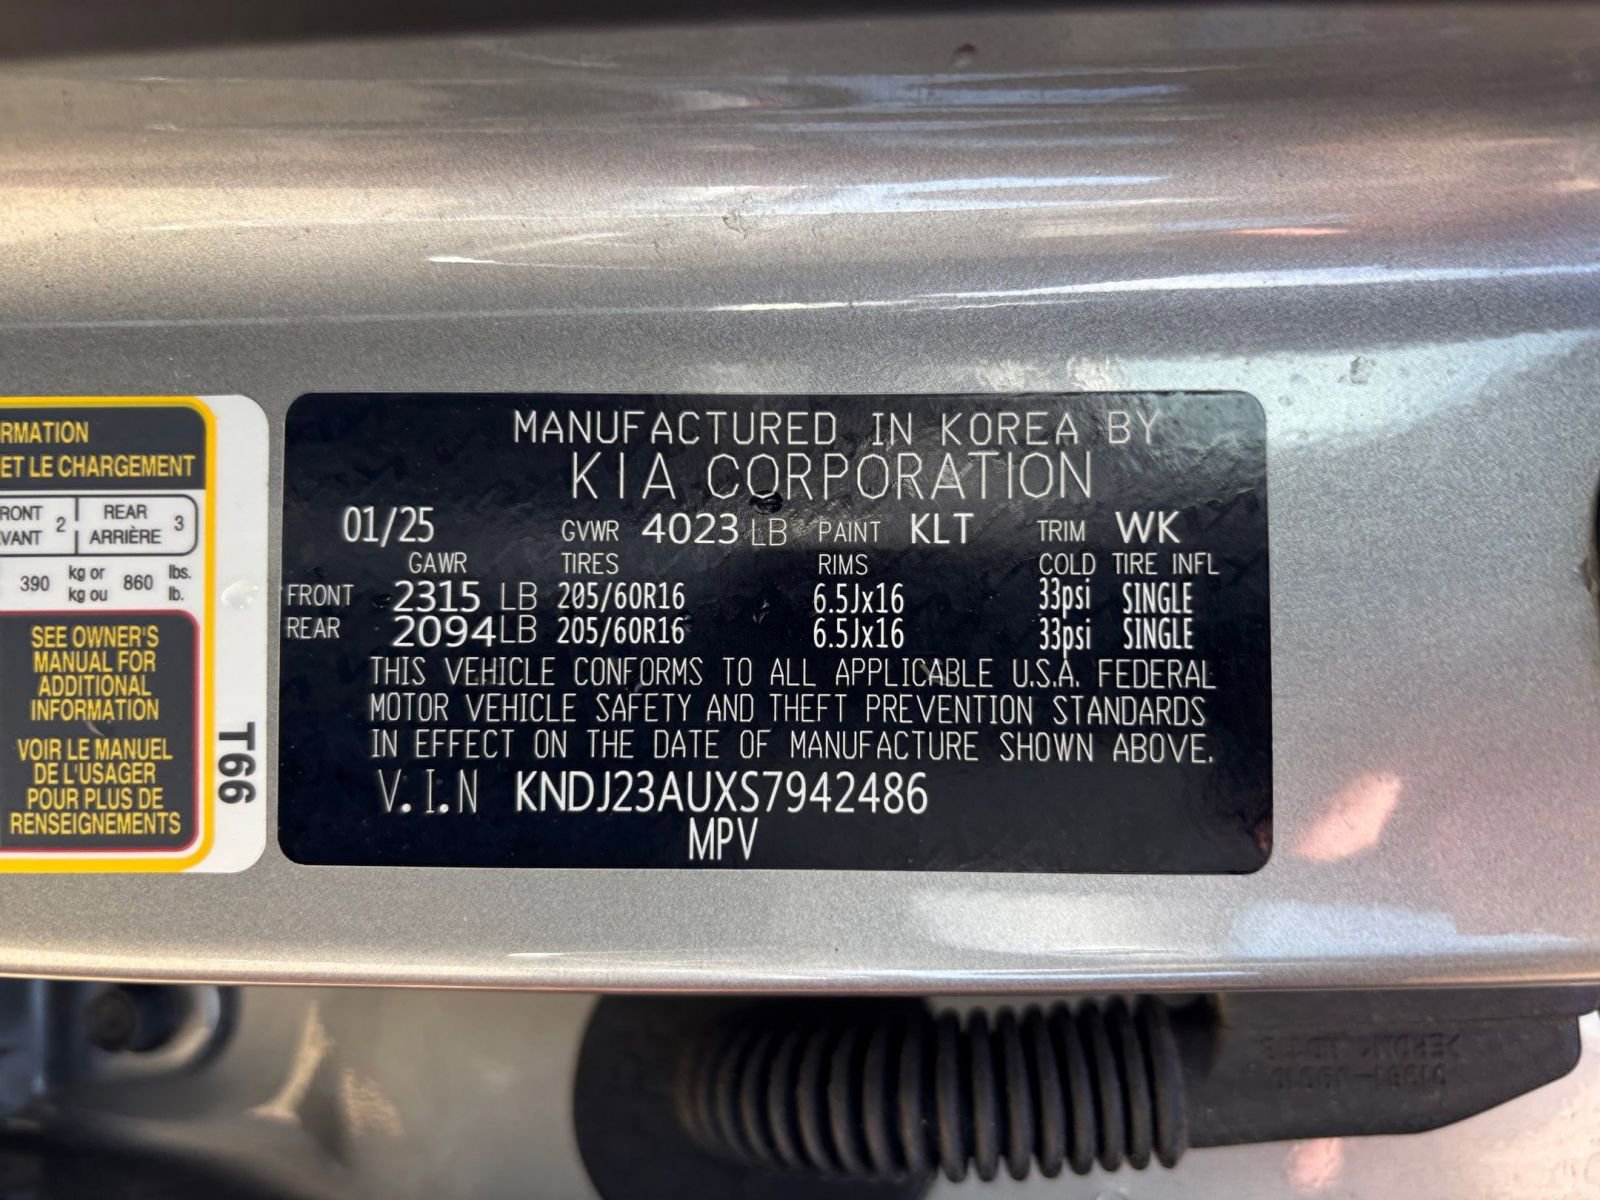 RMATION
ET LE CHARGEMENT
RONT 2 REAR 3
VANT ARRIÈRE
390 kg or 860 lbs.
kg ou lb.
SEE OWNER'S
MANUAL FOR
ADDITIONAL
INFORMATION
VOIR LE MANUEL
DE L'USAGER
POUR PLUS DE
RENSEIGNEMENTS
T66
MANUFACTURED IN KOREA BY
KIA CORPORATION
01/25 GVWR 4023 LB PAINT KLT TRIM WK
GAWR TIRES RIMS COLD TIRE INFL
FRONT 2315 LB 205/60R16 6.5Jx16 33psi SINGLE
REAR 2094 LB 205/60R16 6.5Jx16 33psi SINGLE
THIS VEHICLE CONFORMS TO ALL APPLICABLE U.S.A. FEDERAL
MOTOR VEHICLE SAFETY AND THEFT PREVENTION STANDARDS
IN EFFECT ON THE DATE OF MANUFACTURE SHOWN ABOVE.
V.I.N KNDJ23AUXS7942486
MPV